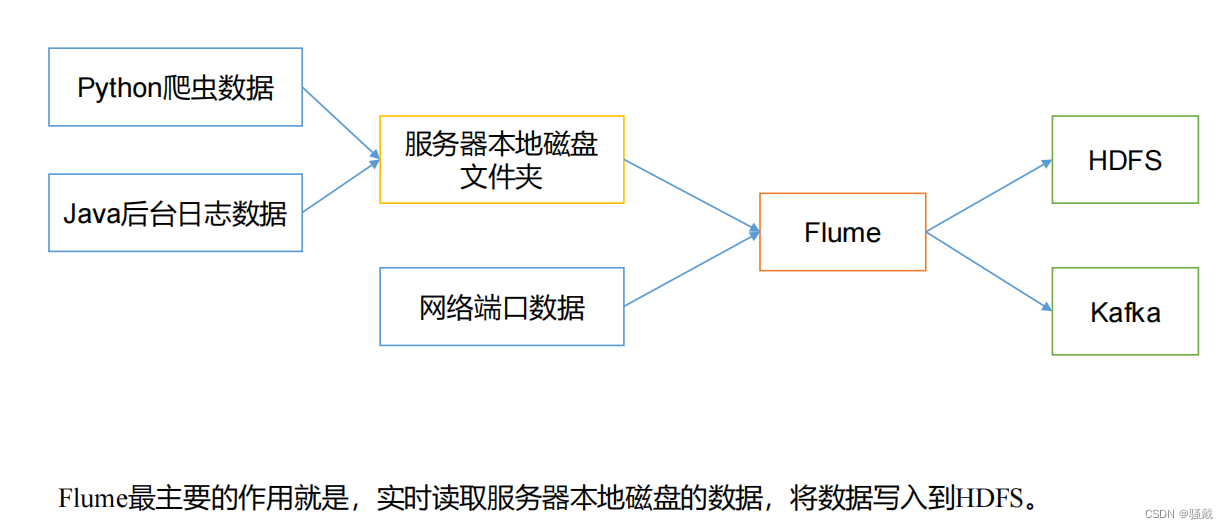 Python爬虫数据
Java后台日志数据
服务器本地磁盘
文件夹
网络端口数据
Flume
HDFS
Kafka
Flume最主要的作用就是，实时读取服务器本地磁盘的数据，将数据写入到HDFS。
CSDN @骚戴